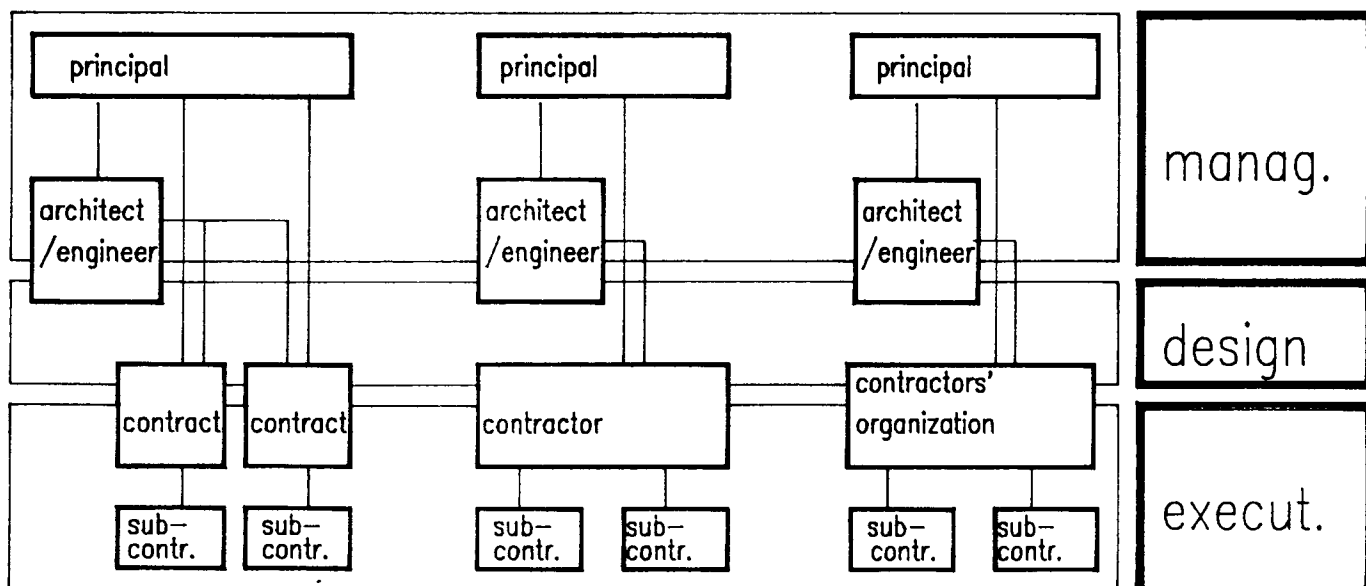 principal
principal
principal
manag.
architect
/engineer
architect
/engineer
architect
/engineer
design
contract
contract
contractor
contractors'
organization
execut.
sub-
contr.
sub-
contr.
sub-
contr.
sub-
contr.
sub-
contr.
sub-
contr.